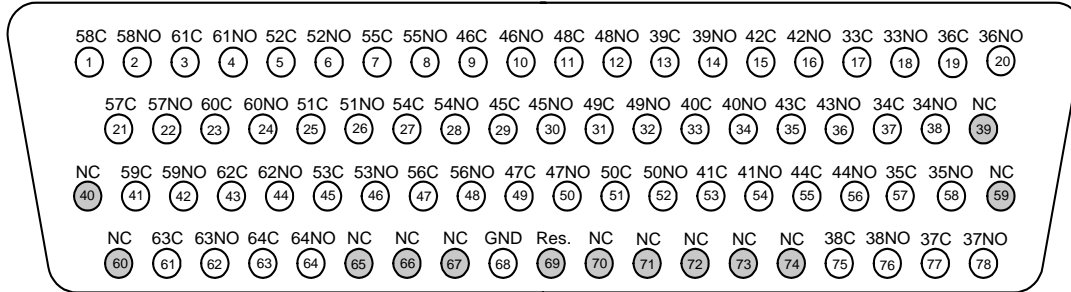 58C 58NO 61C 61NO 52C 52NO 55C 55NO 46C 46NO 48C 48NO 39C 39NO 42C 42NO 33C 33NO 36C 36NO
1 2 3 4 5 6 7 8 9 10 11 12 13 14 15 16 17 18 19 20
57C 57NO 60C 60NO 51C 51NO 54C 54NO 45C 45NO 49C 49NO 40C 40NO 43C 43NO 34C 34NO NC
21 22 23 24 25 26 27 28 29 30 31 32 33 34 35 36 37 38 39
NC 59C 59NO 62C 62NO 53C 53NO 56C 56NO 47C 47NO 50C 50NO 41C 41NO 44C 44NO 35C 35NO NC
40 41 42 43 44 45 46 47 48 49 50 51 52 53 54 55 56 57 58 59
NC 63C 63NO 64C 64NO NC NC NC GND Res. NC NC NC NC NC 38C 38NO 37C 37NO
60 61 62 63 64 65 66 67 68 69 70 71 72 73 74 75 76 77 78